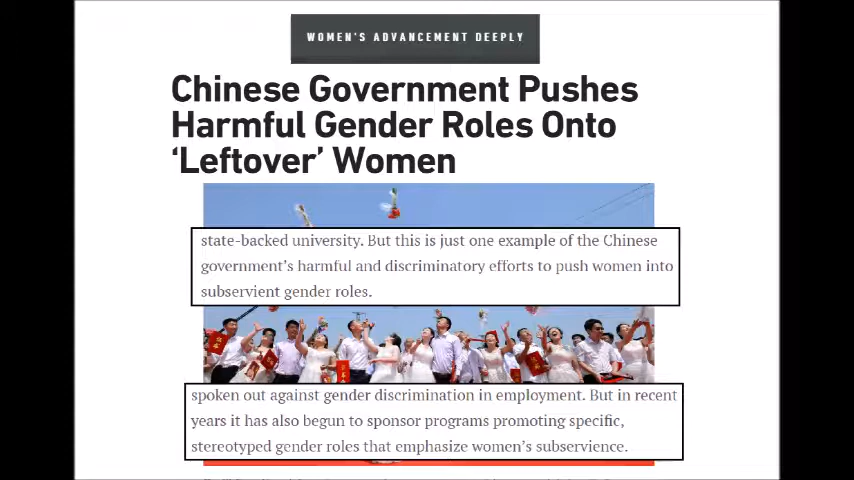 WOMEN'S ADVANCEMENT DEEPLY
Chinese Government Pushes
Harmful Gender Roles Onto
‘Leftover’ Women
state-backed university. But this is just one example of the Chinese
government’s harmful and discriminatory efforts to push women into
subservient gender roles.
spoken out against gender discrimination in employment. But in recent
years it has also begun to sponsor programs promoting specific,
stereotyped gender roles that emphasize women’s subservience.